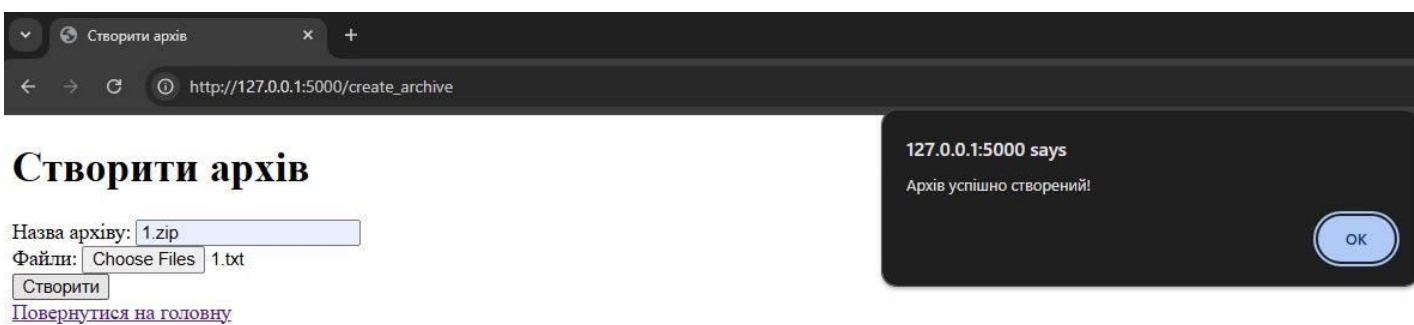 Створити архів
http://127.0.0.1:5000/create_archive
127.0.0.1:5000 says
Архів успішно створений!
OK
Створити архів
Назва архіву: 1.zip
Файли: Choose Files 1.txt
Створити
Повернутися на головну